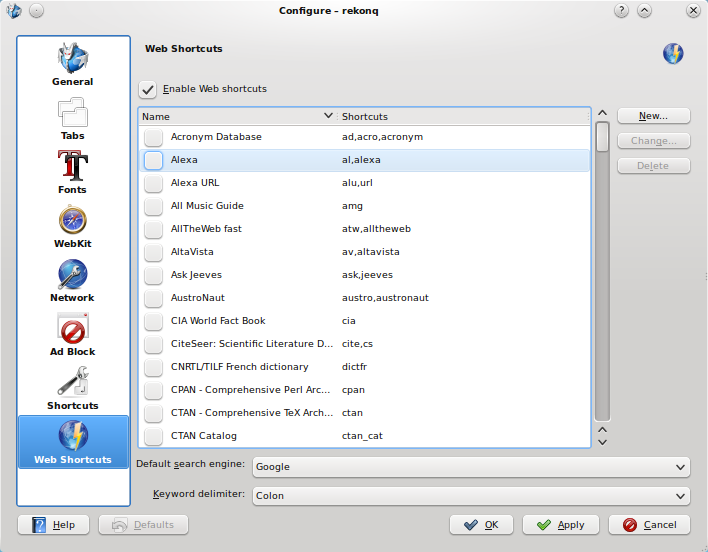 Configure – rekonq
General
Tabs
Fonts
WebKit
Network
Ad Block
Shortcuts
Web Shortcuts
Web Shortcuts
Enable Web shortcuts
Name Shortcuts
Acronym Database ad,acro,acronym
Alexa al,alexa
Alexa URL alu,url
All Music Guide amg
AllTheWeb fast atw,alltheweb
AltaVista av,altavista
Ask Jeeves ask,jeeves
AustroNaut austro,austronaut
CIA World Fact Book cia
CiteSeer: Scientific Literature D... cite,cs
CNRTL/TILF French dictionary dictfr
CPAN - Comprehensive Perl Arc... cpan
CTAN - Comprehensive TeX Arch... ctan
CTAN Catalog ctan_cat
New...
Change...
Delete
Default search engine: Google
Keyword delimiter: Colon
Help Defaults OK Apply Cancel